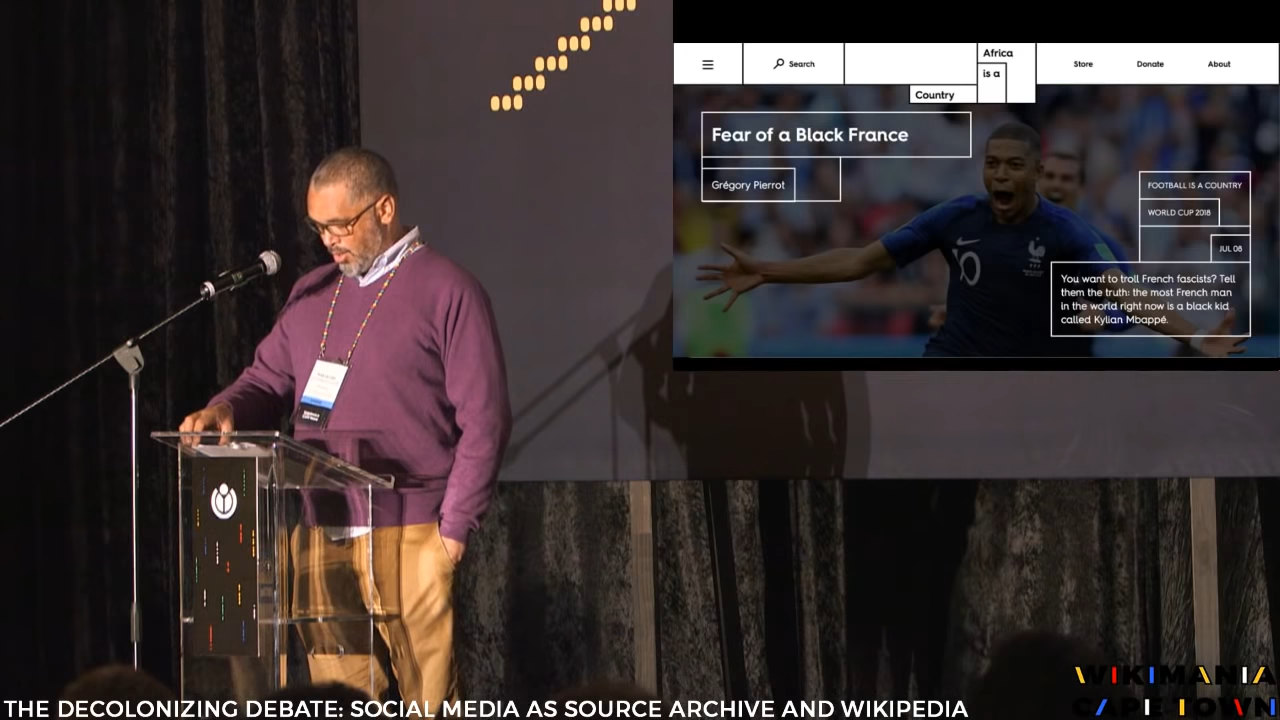 Search
Africa
is a
Country
Store
Donate
About
Fear of a Black France
Grégory Pierrot
FOOTBALL IS A COUNTRY
WORLD CUP 2018
JUL 08
You want to troll French fascists? Tell
them the truth: the most French man
in the world right now is a black kid
called Kylian Mbappé.
10
WIKIMANIA
CAPE TOWN
THE DECOLONIZING DEBATE: SOCIAL MEDIA AS SOURCE ARCHIVE AND WIKIPEDIA